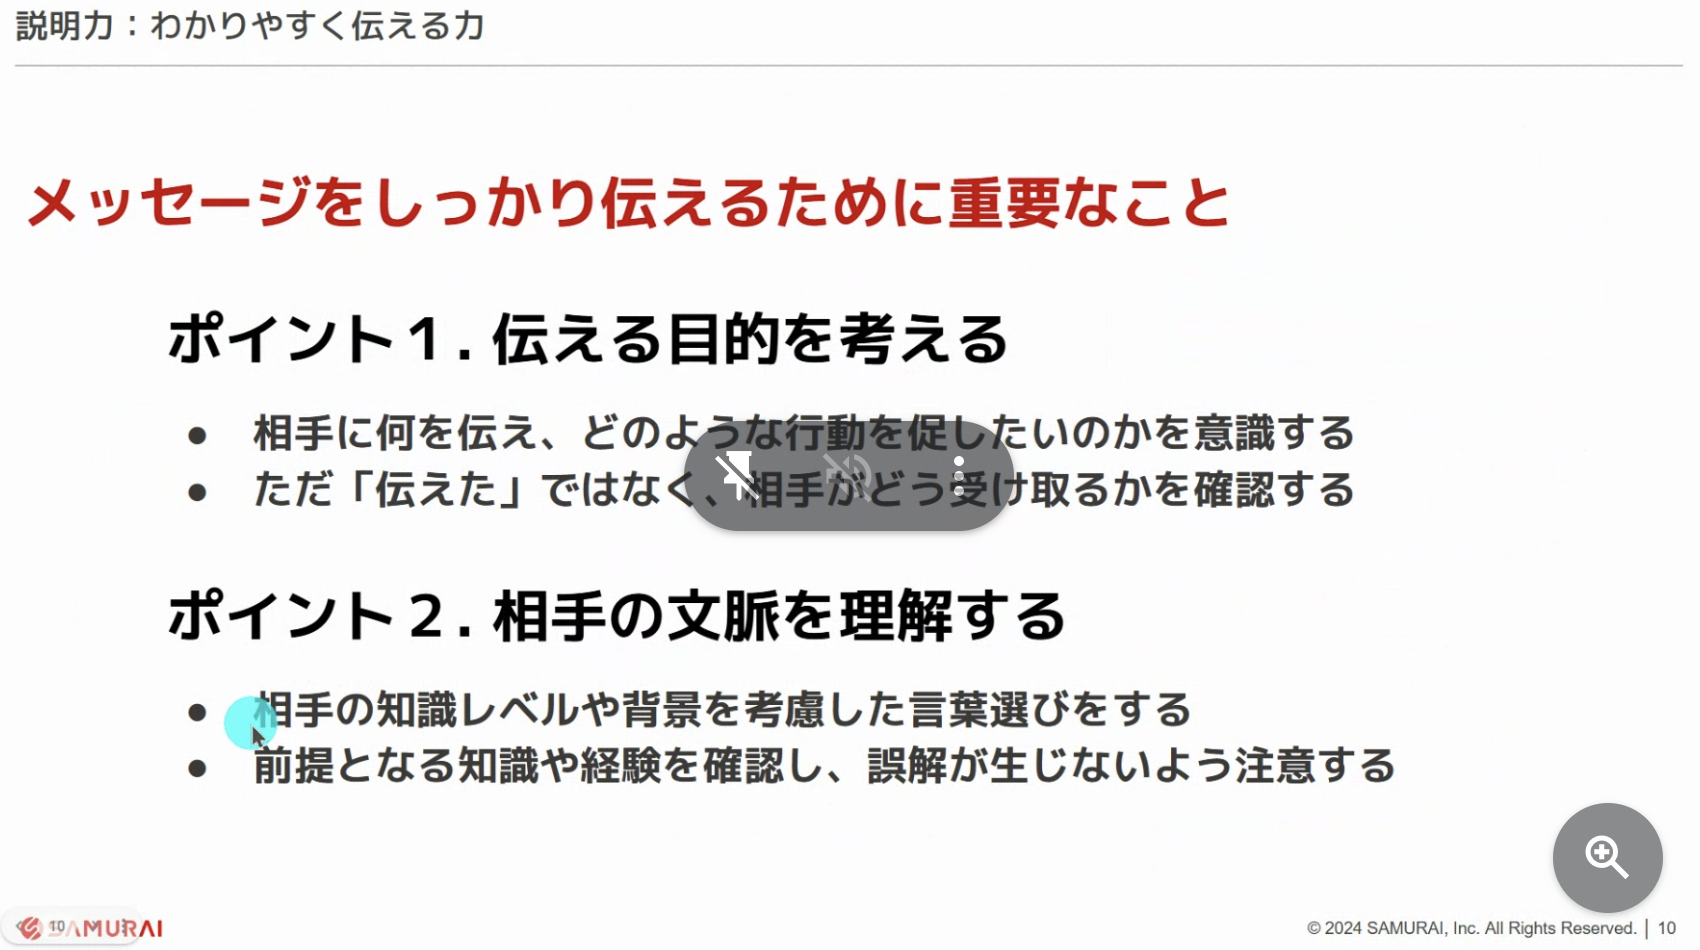 説明力：わかりやすく伝える力
メッセージをしっかり伝えるために重要なこと
ポイント１. 伝える目的を考える
● 相手に何を伝え、どのような行動を促したいのかを意識する
● ただ「伝えた」ではなく、相手がどう受け取るかを確認する
ポイント２. 相手の文脈を理解する
● 相手の知識レベルや背景を考慮した言葉選びをする
● 前提となる知識や経験を確認し、誤解が生じないよう注意する
10
SAMURAI
© 2024 SAMURAI, Inc. All Rights Reserved. | 10